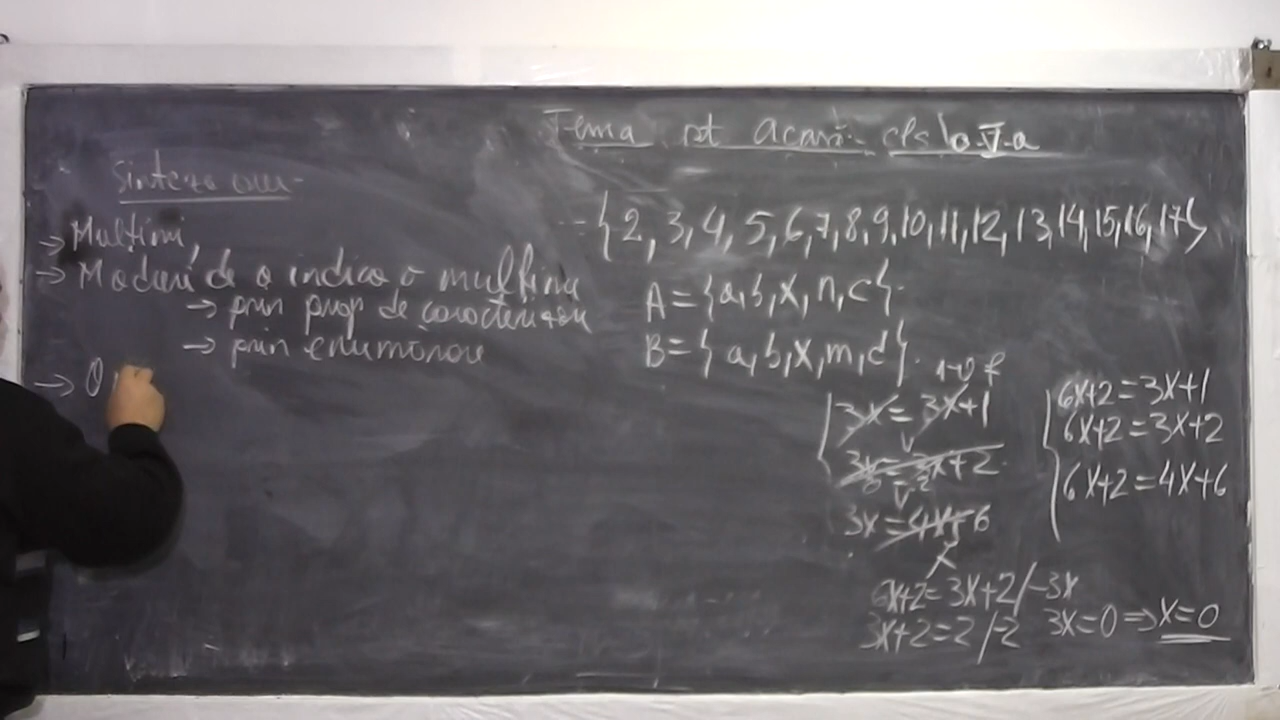 Tema pt acasă cls a V-a
Sinteza
→ Mulțimi
→ Moduri de a indica o mulțime
→ prin prop de caracterizare
→ prin enumerare
→ O
= {2, 3, 4, 5, 6, 7, 8, 9, 10, 11, 12, 13, 14, 15, 16, 17}
A = {a, b, x, n, c}.
B = {a, b, x, m, d}.
3x = 3x+1
3x+2
3x = 4x+6
6x+2 = 3x+1
6x+2 = 3x+2
6x+2 = 4x+6
6x+2 = 3x+2 /-3x
3x+2 = 2 /-2 3x = 0 ⇒ x = 0